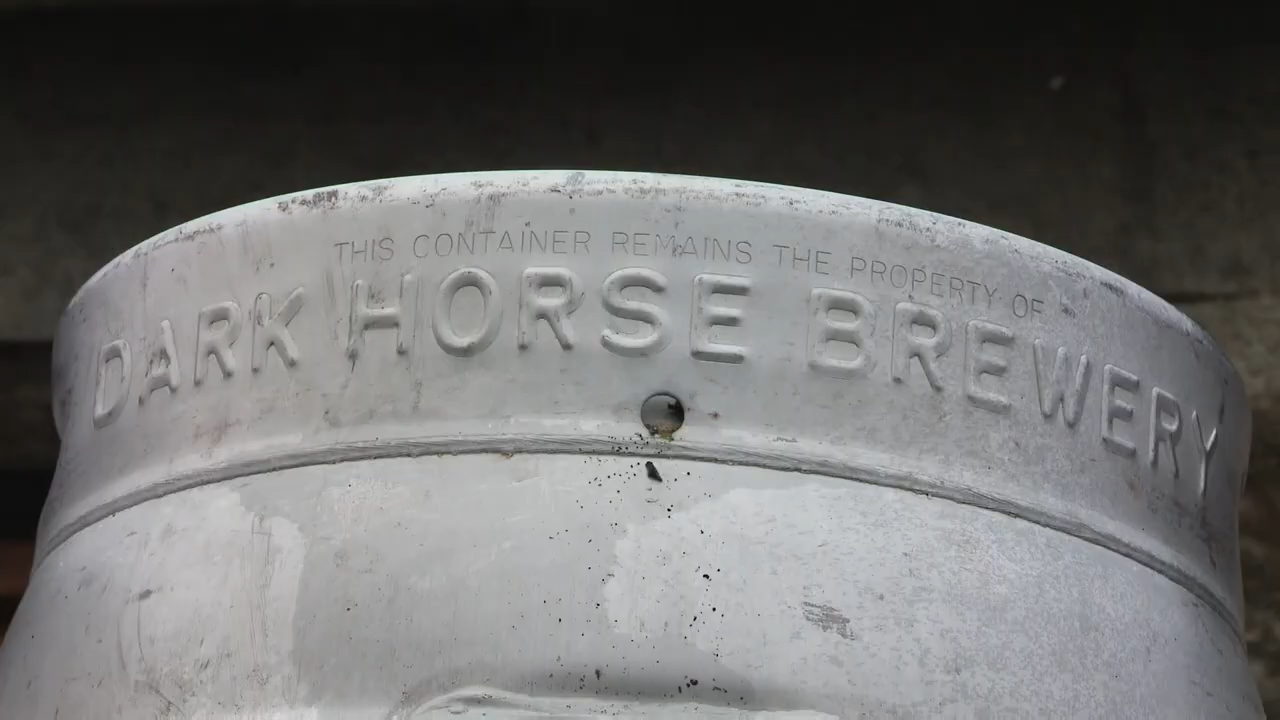 THIS CONTAINER REMAINS THE PROPERTY OF
DARK HORSE BREWERY